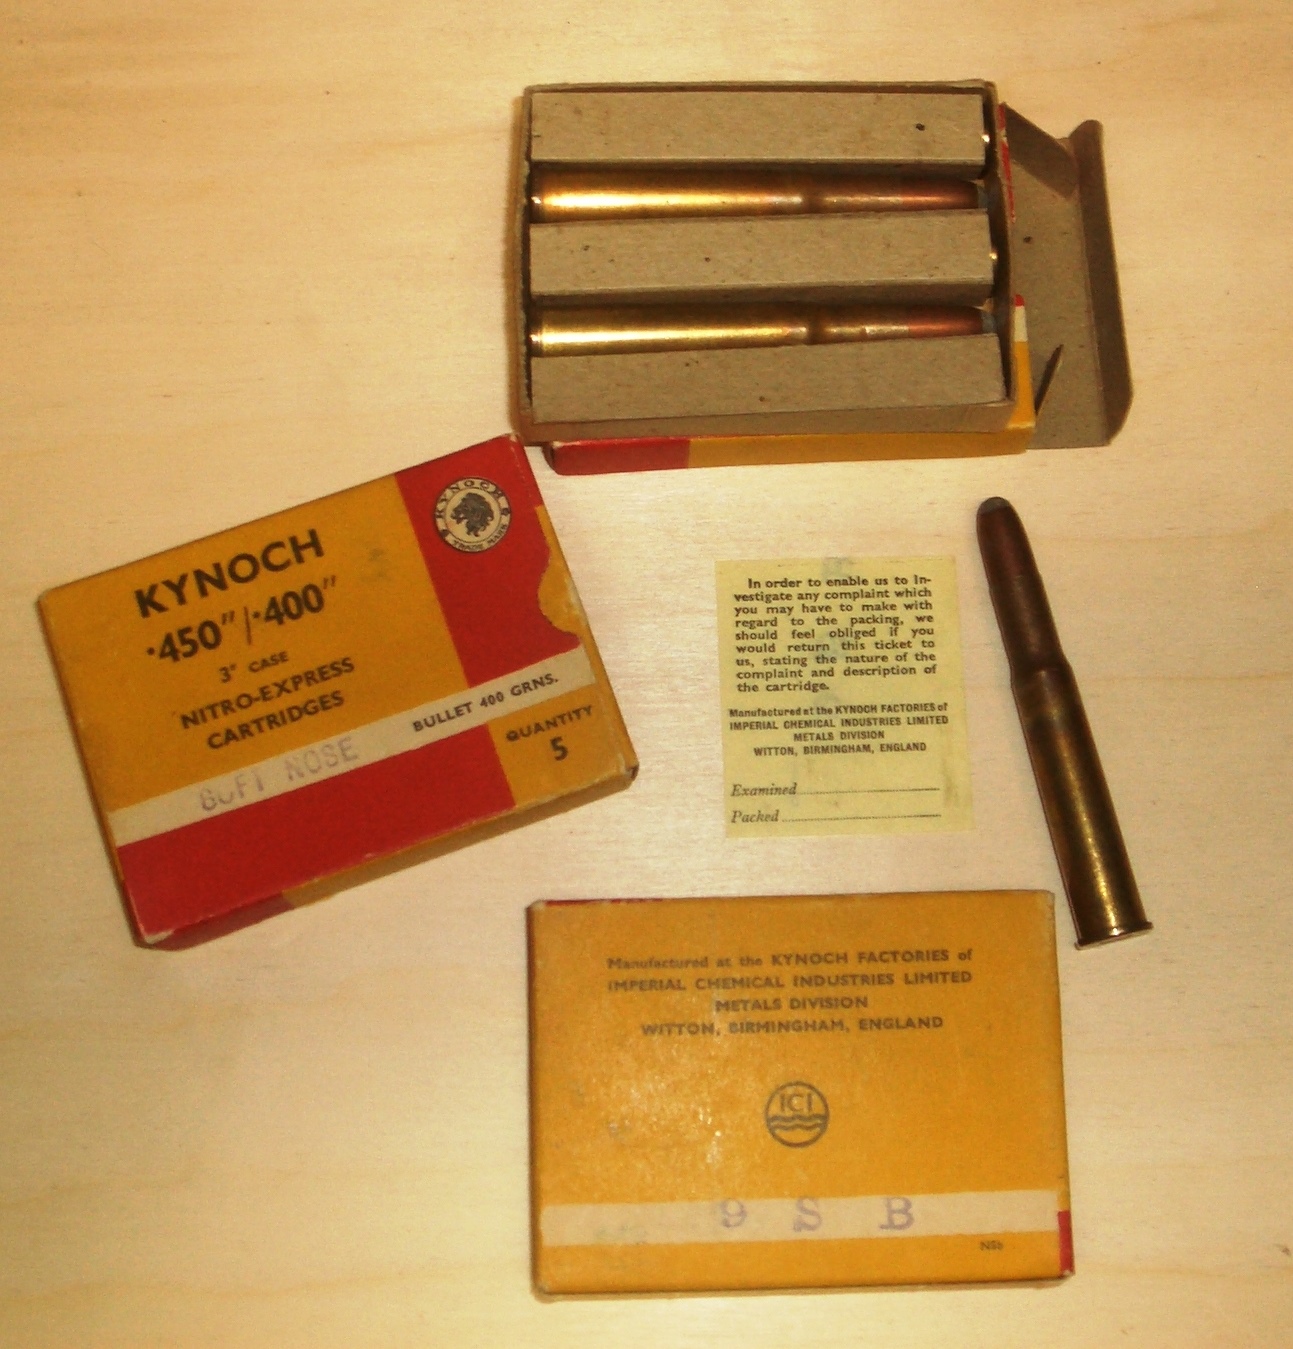 KYNOCH
TRADE MARK
KYNOCH
·450"/·400"
3" CASE
NITRO-EXPRESS
CARTRIDGES
BULLET 400 GRNS.
SOFT NOSE
QUANTITY
5
In order to enable us to In-
vestigate any complaint which
you may have to make with
regard to the packing, we
should feel obliged if you
would return this ticket to
us, stating the nature of the
complaint and description of
the cartridge.
Manufactured at the KYNOCH FACTORIES of
IMPERIAL CHEMICAL INDUSTRIES LIMITED
METALS DIVISION
WITTON, BIRMINGHAM, ENGLAND
Examined
Packed
Manufactured at the KYNOCH FACTORIES of
IMPERIAL CHEMICAL INDUSTRIES LIMITED
METALS DIVISION
WITTON, BIRMINGHAM, ENGLAND
ICI
9 S B